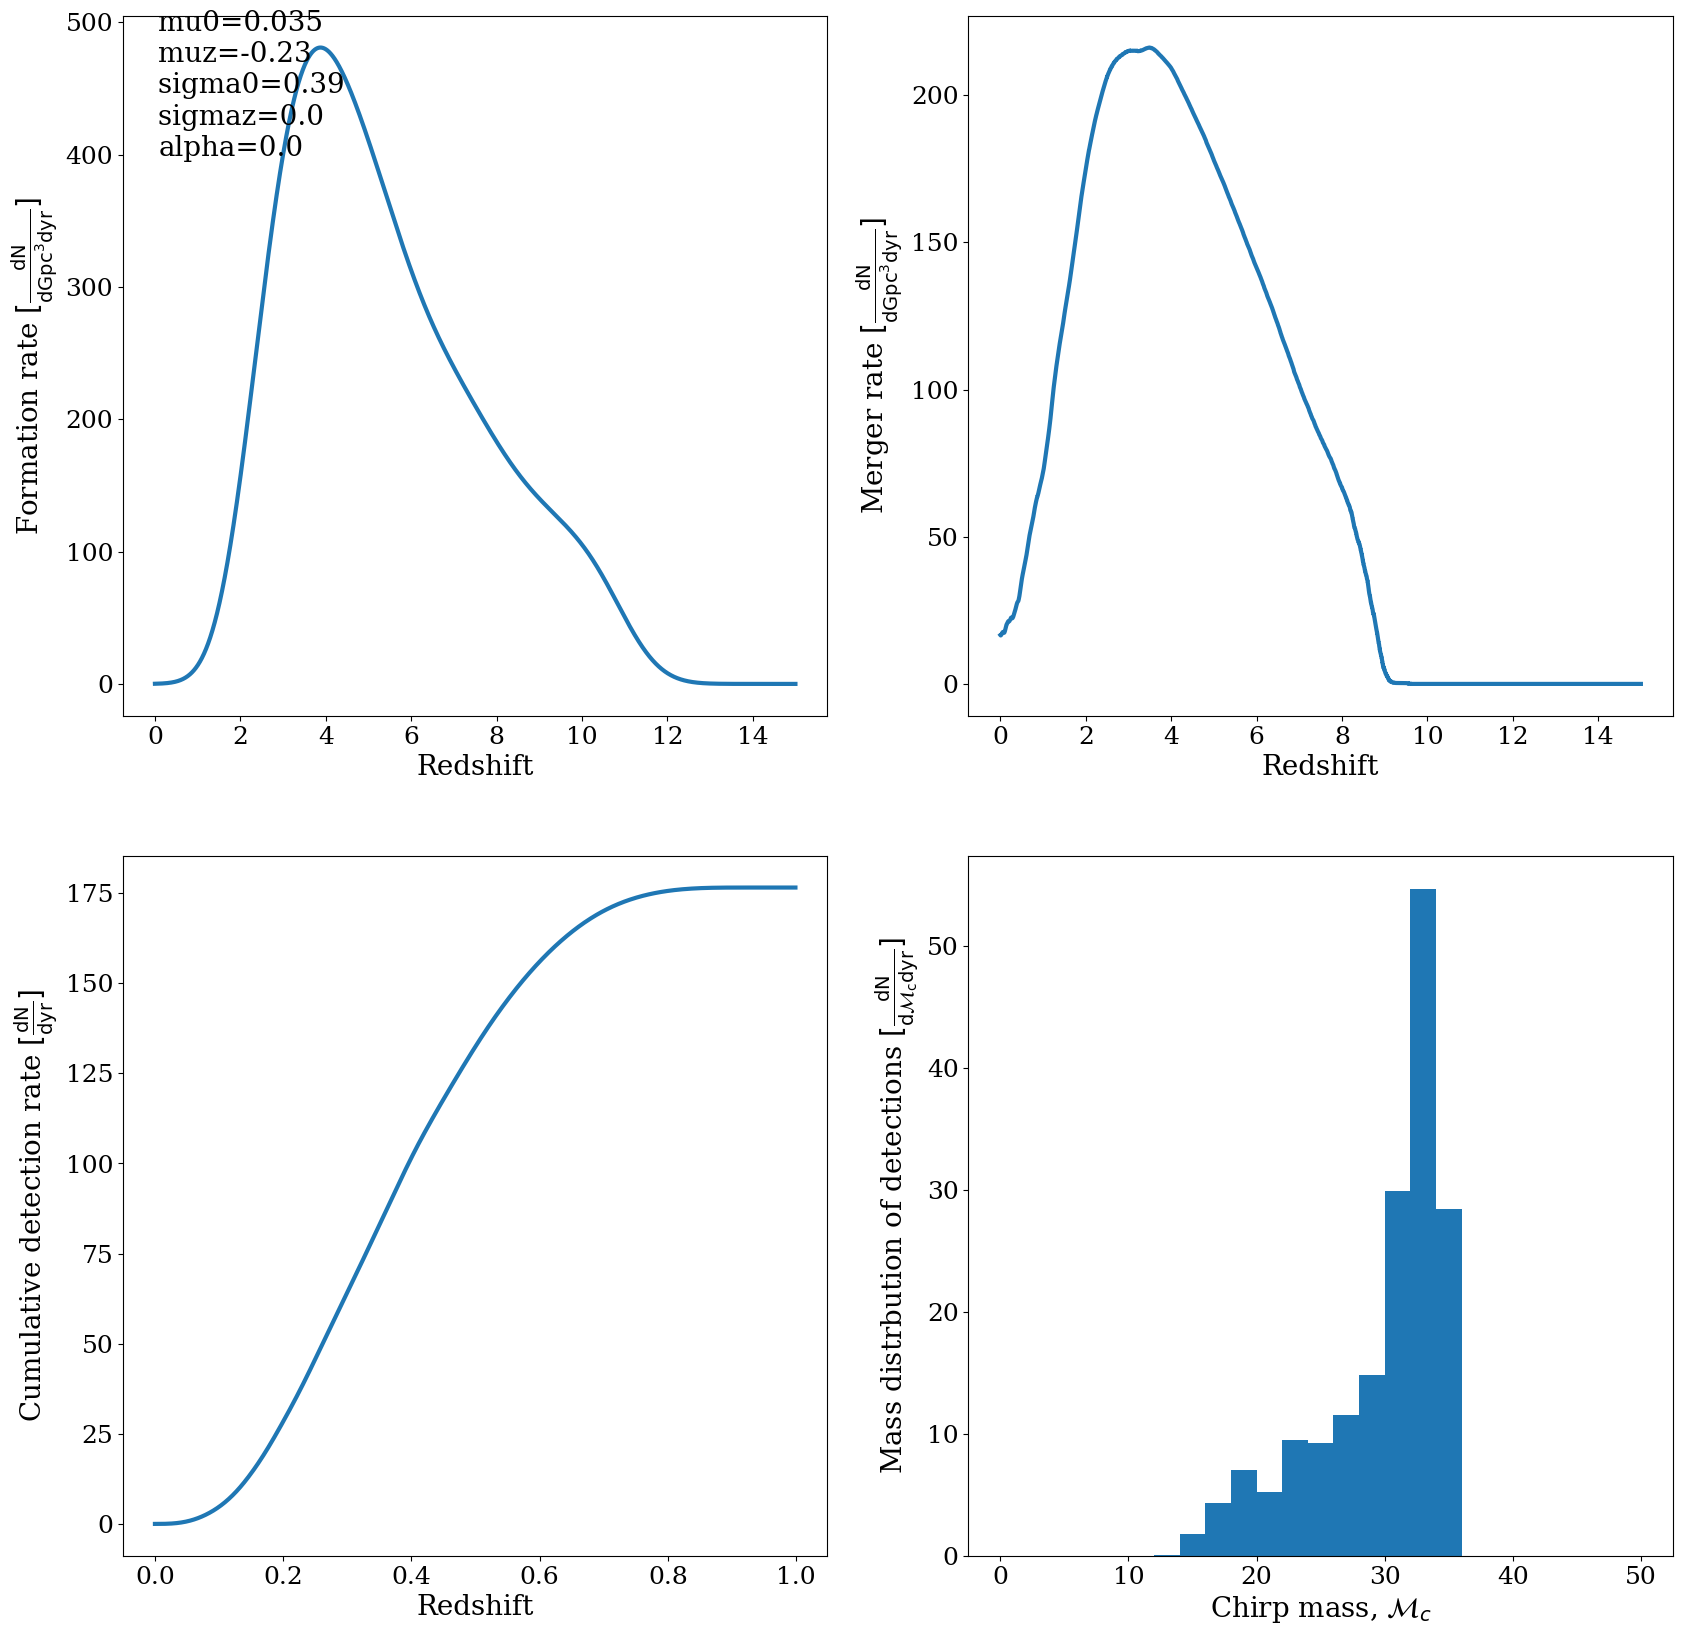 mu0=0.035
muz=-0.23
sigma0=0.39
sigmaz=0.0
alpha=0.0
500
400
300
200
100
0
Formation rate [dN/dGpc³dyr]
0 2 4 6 8 10 12 14
Redshift
200
150
100
50
0
Merger rate [dN/dGpc³dyr]
0 2 4 6 8 10 12 14
Redshift
175
150
125
100
75
50
25
0
Cumulative detection rate [dN/dyr]
0.0 0.2 0.4 0.6 0.8 1.0
Redshift
50
40
30
20
10
0
Mass distrbution of detections [dN/dℳcdyr]
0 10 20 30 40 50
Chirp mass, ℳc